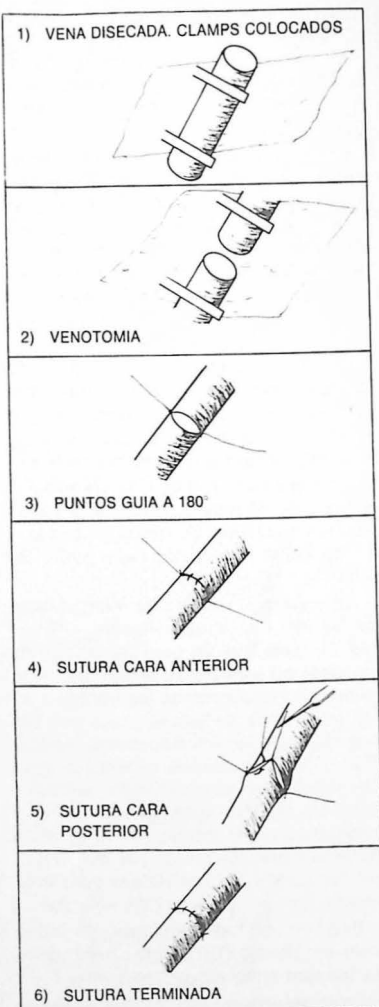 1) VENA DISECADA. CLAMPS COLOCADOS
2) VENOTOMIA
3) PUNTOS GUIA A 180°
4) SUTURA CARA ANTERIOR
5) SUTURA CARA
POSTERIOR
6) SUTURA TERMINADA